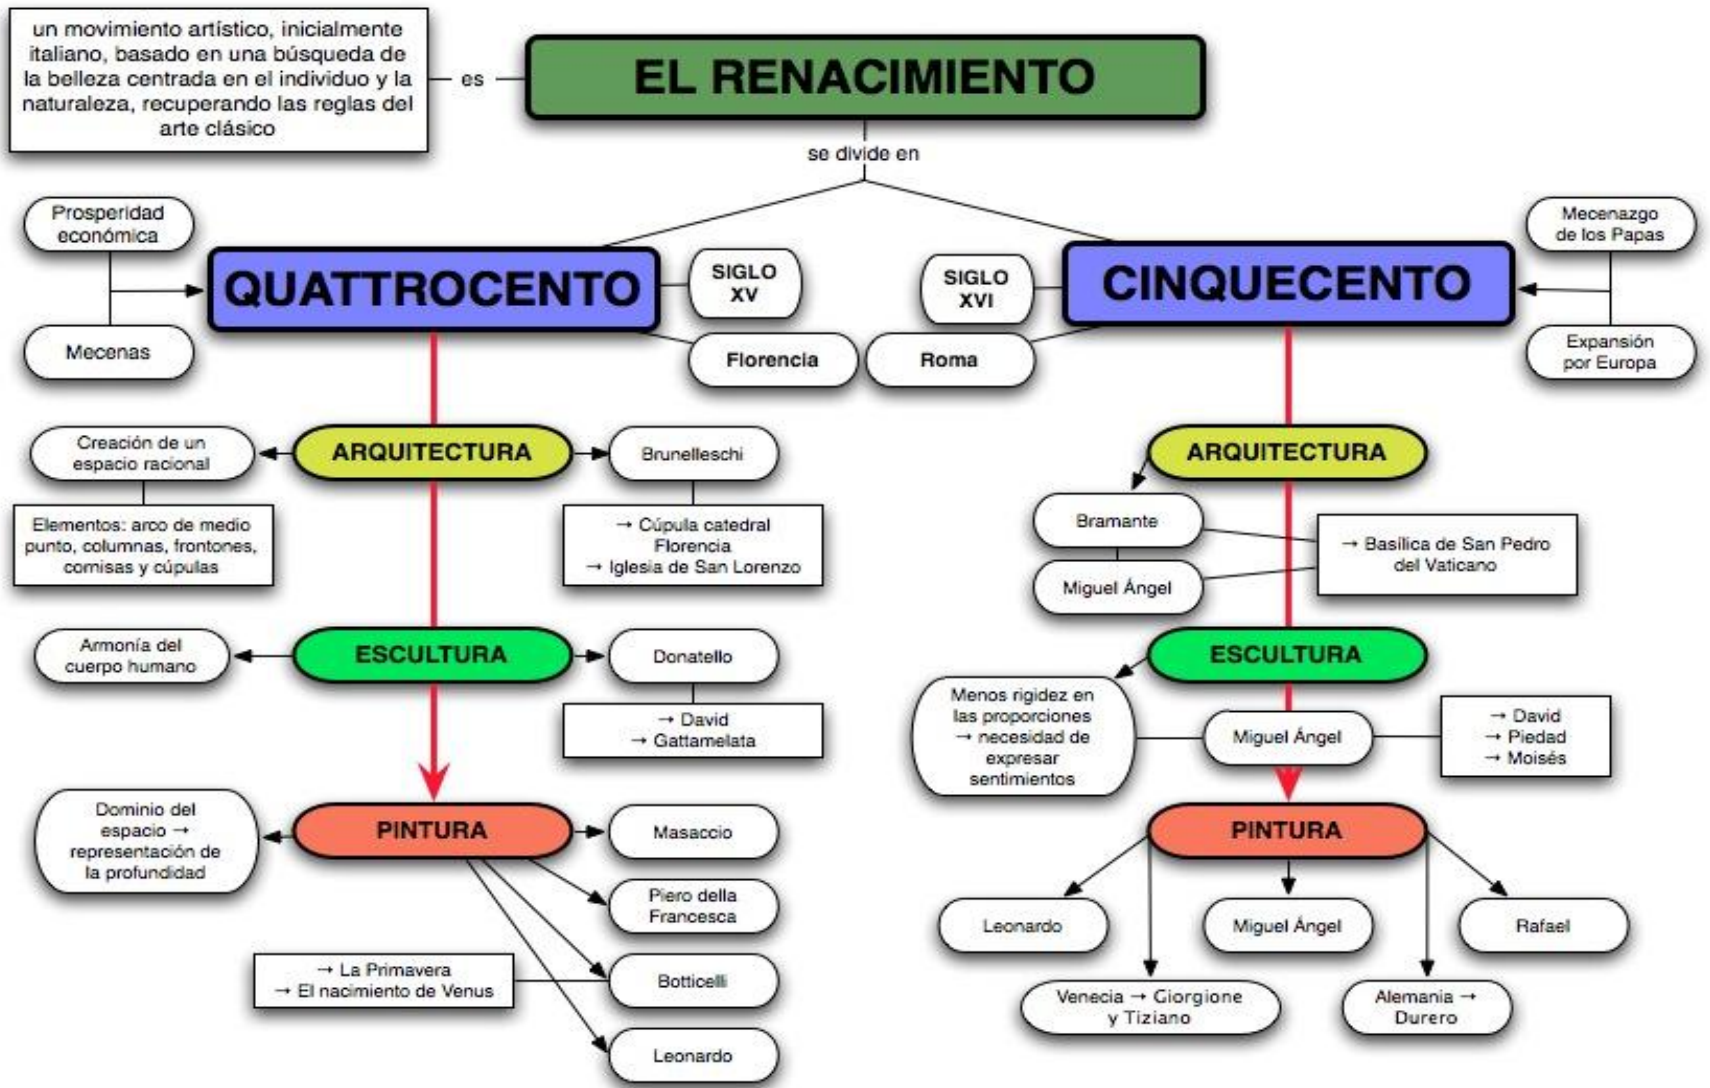 un movimiento artístico, inicialmente
italiano, basado en una búsqueda de
la belleza centrada en el individuo y la
naturaleza, recuperando las reglas del
arte clásico
es
EL RENACIMIENTO
se divide en
Prosperidad
económica
Mecenas
QUATTROCENTO
SIGLO
XV
Florencia
SIGLO
XVI
Roma
CINQUECENTO
Mecenazgo
de los Papas
Expansión
por Europa
Creación de un
espacio racional
ARQUITECTURA
Brunelleschi
Elementos: arco de medio
punto, columnas, frontones,
cornisas y cúpulas
→ Cúpula catedral
Florencia
→ Iglesia de San Lorenzo
Armonía del
cuerpo humano
ESCULTURA
Donatello
→ David
→ Gattamelata
Dominio del
espacio →
representación de
la profundidad
PINTURA
Masaccio
Piero della
Francesca
→ La Primavera
→ El nacimiento de Venus
Botticelli
Leonardo
ARQUITECTURA
Bramante
Miguel Ángel
→ Basílica de San Pedro
del Vaticano
ESCULTURA
Menos rigidez en
las proporciones
→ necesidad de
expresar
sentimientos
Miguel Ángel
→ David
→ Piedad
→ Moisés
PINTURA
Leonardo
Miguel Ángel
Rafael
Venecia → Giorgione
y Tiziano
Alemania →
Durero